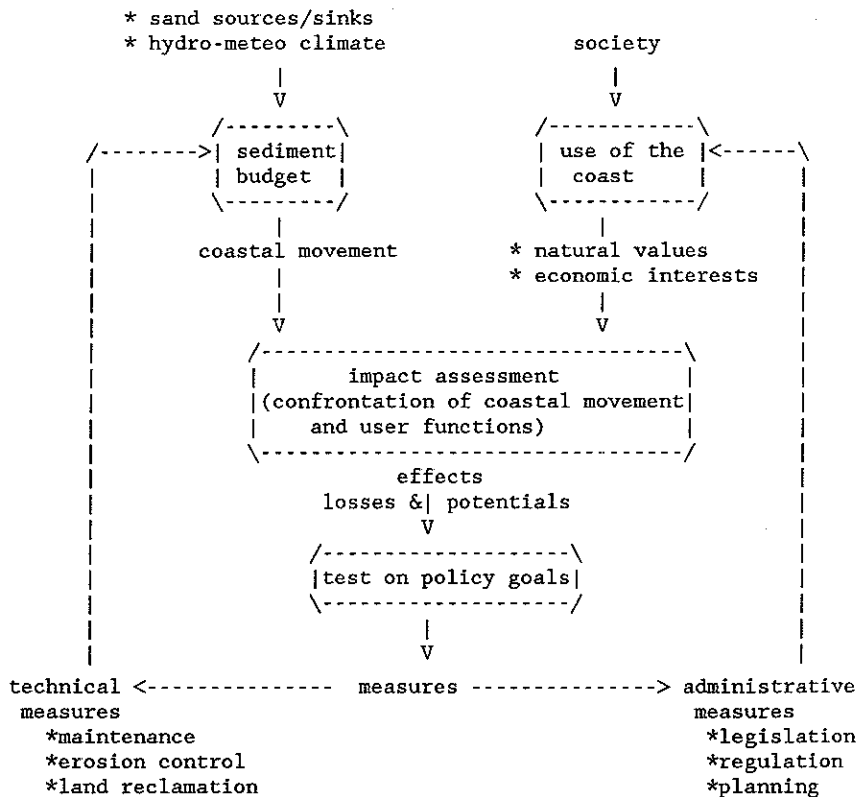 * sand sources/sinks
* hydro-meteo climate
society
sediment
budget
use of the
coast
coastal movement
* natural values
* economic interests
impact assessment
(confrontation of coastal movement
and user functions)
effects
losses & potentials
test on policy goals
technical
measures
*maintenance
*erosion control
*land reclamation
measures
administrative
measures
*legislation
*regulation
*planning